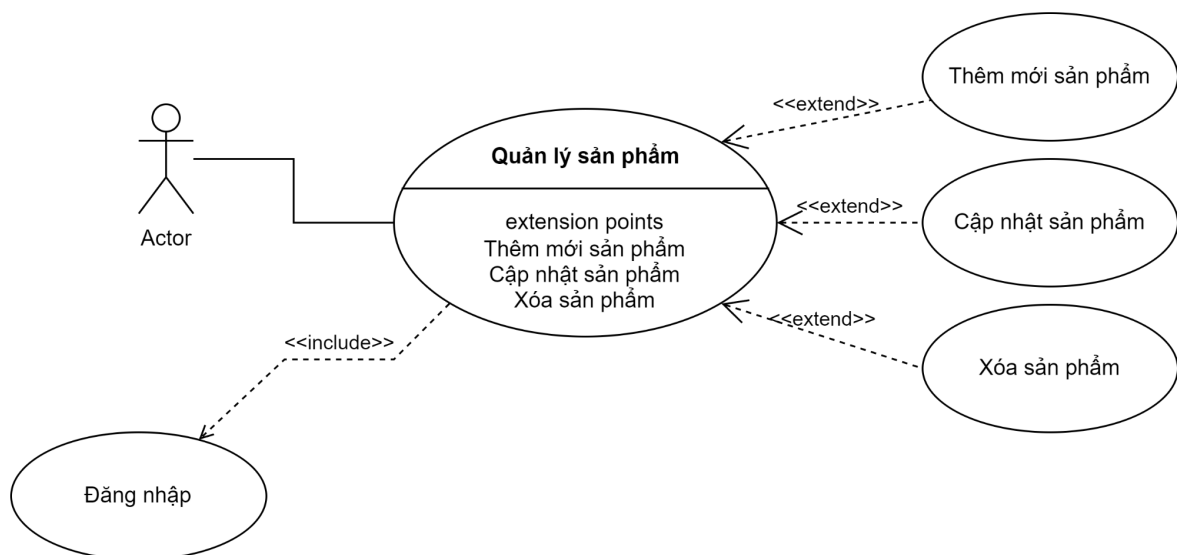 Thêm mới sản phẩm
<<extend>>
Quản lý sản phẩm
extension points
Thêm mới sản phẩm
Cập nhật sản phẩm
Xóa sản phẩm
<<extend>>
Cập nhật sản phẩm
Actor
<<extend>>
Xóa sản phẩm
<<include>>
Đăng nhập